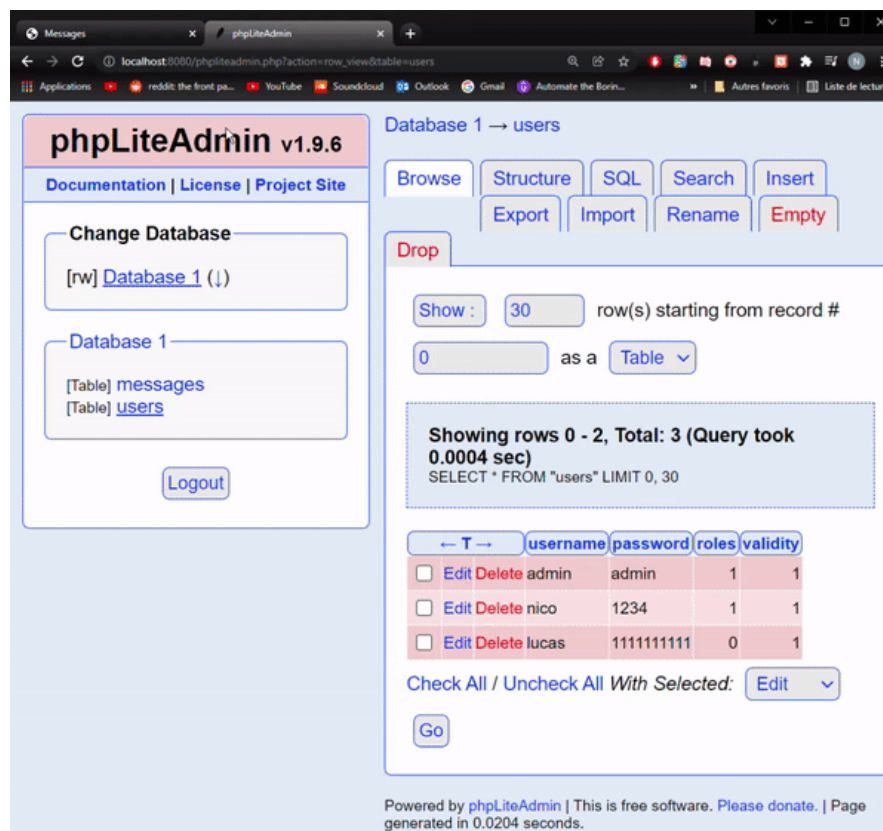 Messages
phpLiteAdmin
localhost:8080/phpliteadmin.php?action=row_view&table=users
Applications
reddit: the front pa...
YouTube
Soundcloud
Outlook
Gmail
Automate the Borin...
»
Autres favoris
Liste de lectur
phpLiteAdmin v1.9.6
Documentation | License | Project Site
Change Database
[rw] Database 1 (↓)
Database 1
[Table] messages
[Table] users
Logout
Database 1 → users
Browse Structure SQL Search Insert
Export Import Rename Empty
Drop
Show : 30 row(s) starting from record #
0 as a Table
Showing rows 0 - 2, Total: 3 (Query took
0.0004 sec)
SELECT * FROM "users" LIMIT 0, 30
← T → username password roles validity
Edit Delete admin admin 1 1
Edit Delete nico 1234 1 1
Edit Delete lucas 1111111111 0 1
Check All / Uncheck All With Selected: Edit
Go
Powered by phpLiteAdmin | This is free software. Please donate. | Page
generated in 0.0204 seconds.